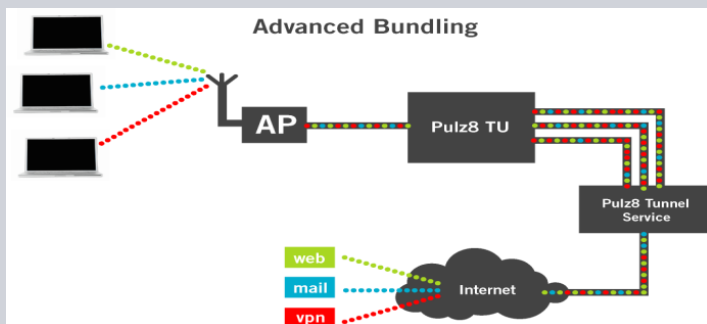 Advanced Bundling
AP
Pulz8 TU
Pulz8 Tunnel
Service
web
mail
vpn
Internet